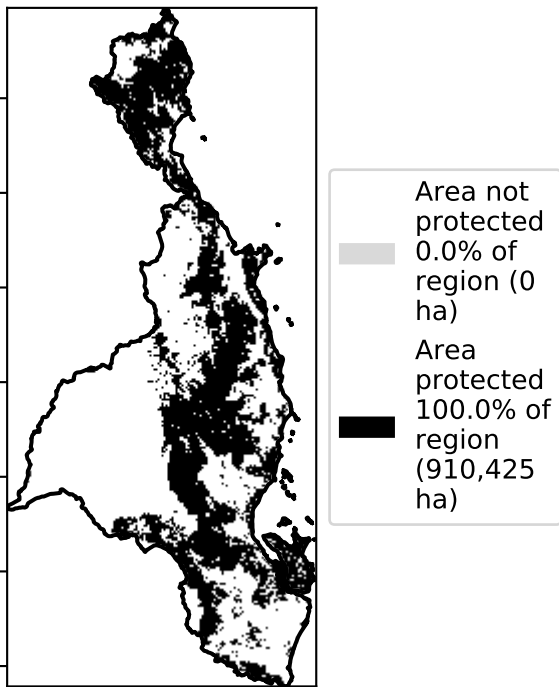 Area not
protected
0.0% of
region (0
ha)
Area
protected
100.0% of
region
(910,425
ha)